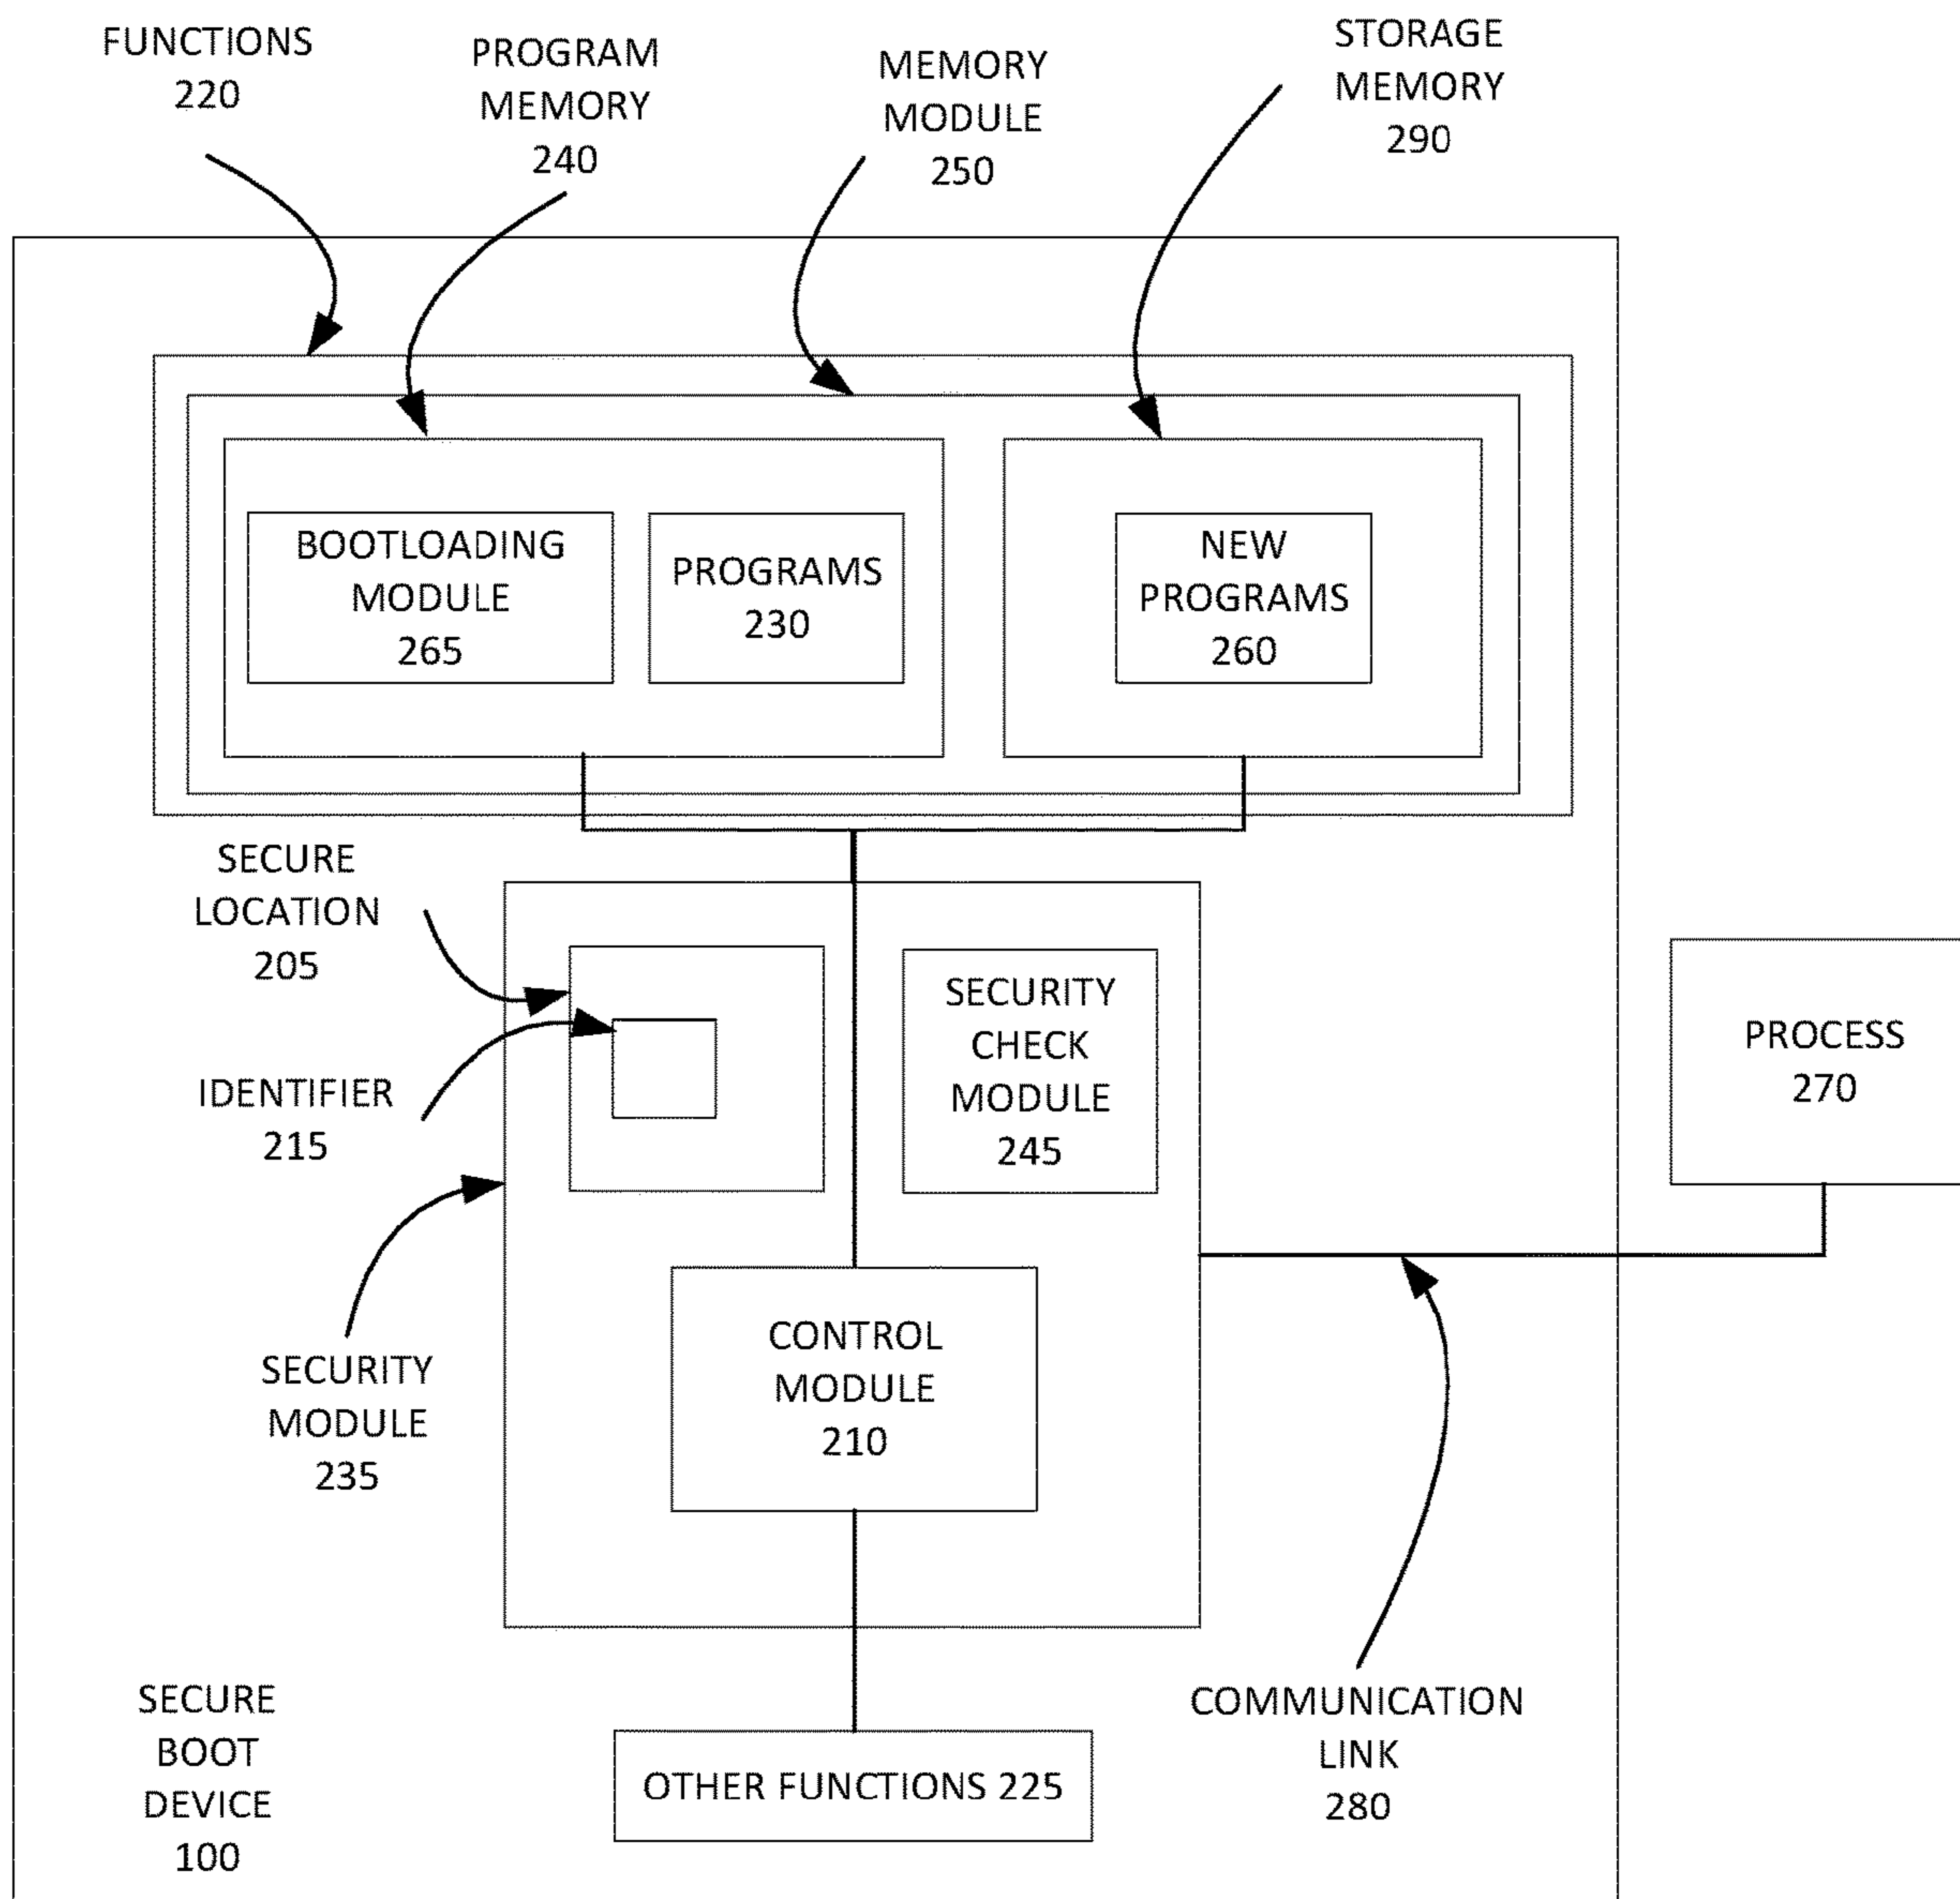 FUNCTIONS
220
PROGRAM
MEMORY
240
MEMORY
MODULE
250
STORAGE
MEMORY
290
BOOTLOADING
MODULE
265
PROGRAMS
230
NEW
PROGRAMS
260
SECURE
LOCATION
205
IDENTIFIER
215
SECURITY
CHECK
MODULE
245
PROCESS
270
CONTROL
MODULE
210
SECURITY
MODULE
235
SECURE
BOOT
DEVICE
100
OTHER FUNCTIONS 225
COMMUNICATION
LINK
280